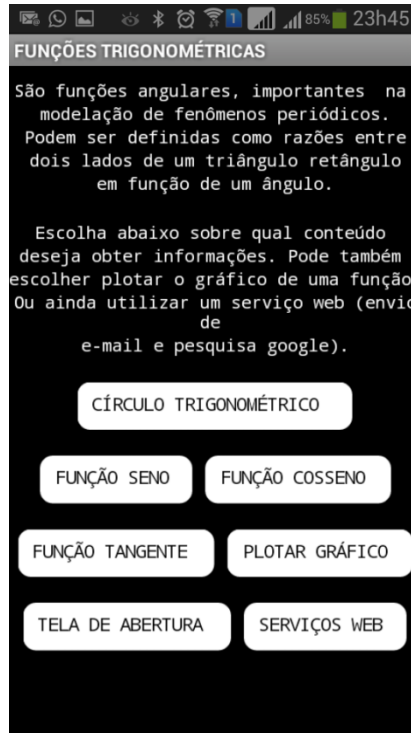 1 85% 23h45
FUNÇÕES TRIGONOMÉTRICAS
São funções angulares, importantes na
modelação de fenômenos periódicos.
Podem ser definidas como razões entre
dois lados de um triângulo retângulo
em função de um ângulo.
Escolha abaixo sobre qual conteúdo
deseja obter informações. Pode também
escolher plotar o gráfico de uma função
Ou ainda utilizar um serviço web (envio
de
e-mail e pesquisa google).
CÍRCULO TRIGONOMÉTRICO
FUNÇÃO SENO FUNÇÃO COSSENO
FUNÇÃO TANGENTE PLOTAR GRÁFICO
TELA DE ABERTURA SERVIÇOS WEB